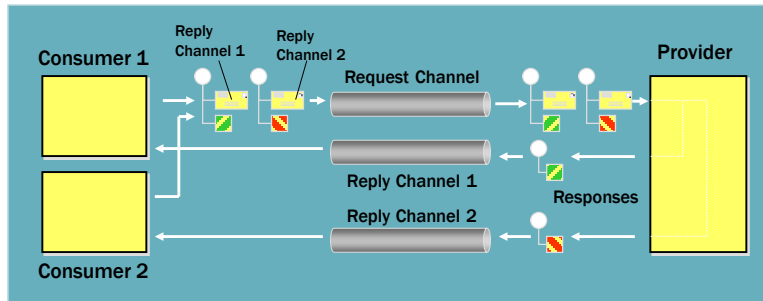 Reply
Channel 1
Reply
Channel 2
Consumer 1
Provider
Request Channel
Reply Channel 1
Responses
Reply Channel 2
Consumer 2